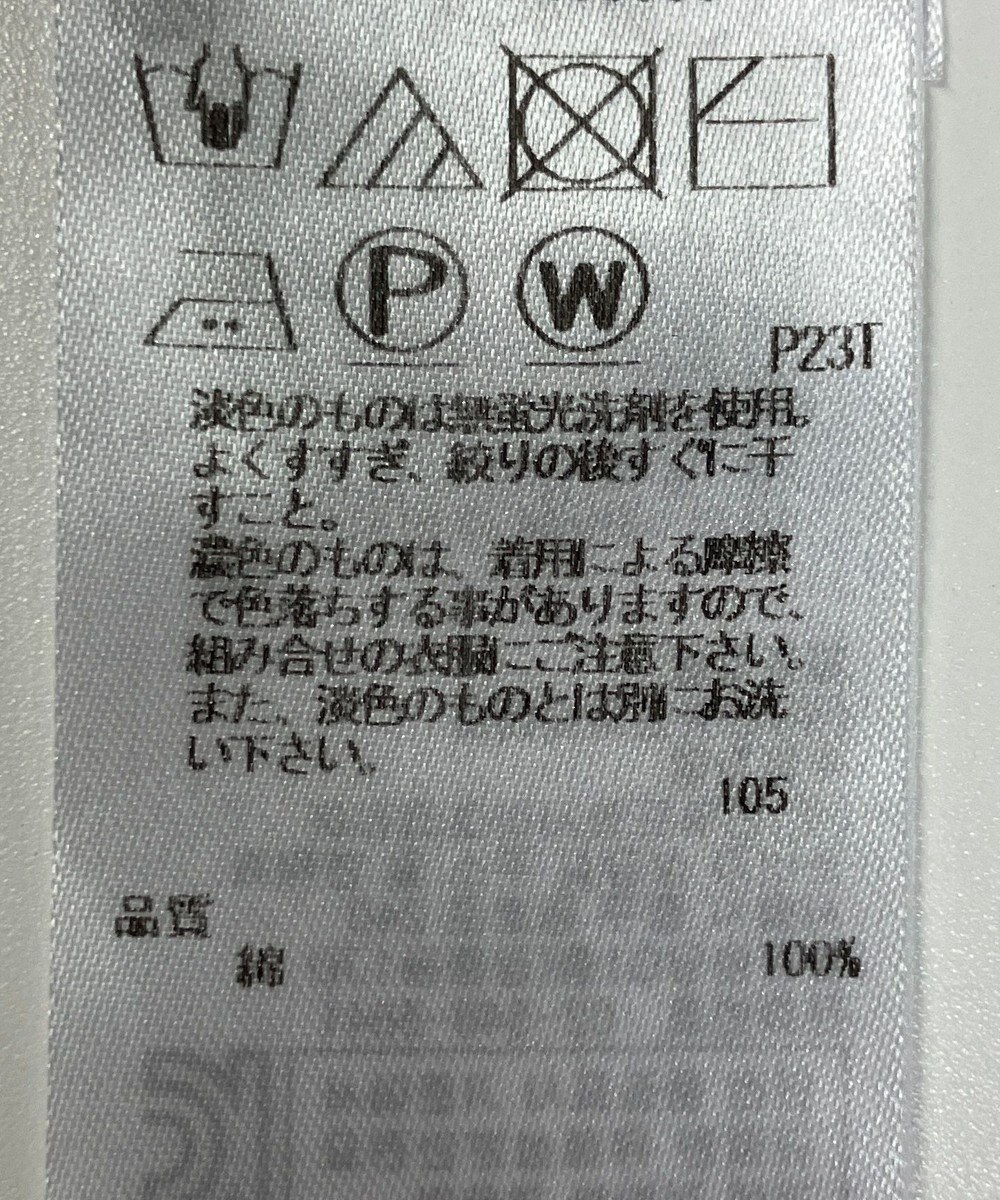 P
W
P23T
淡色のものは無蛍光洗剤を使用。
よくすすぎ、絞りの後すぐに干
すこと。
濃色のものは、着用による摩擦
で色落ちする事がありますので、
組み合せの衣服にご注意下さい。
また、淡色のものとは別にお洗
い下さい。
105
品質
綿 100%